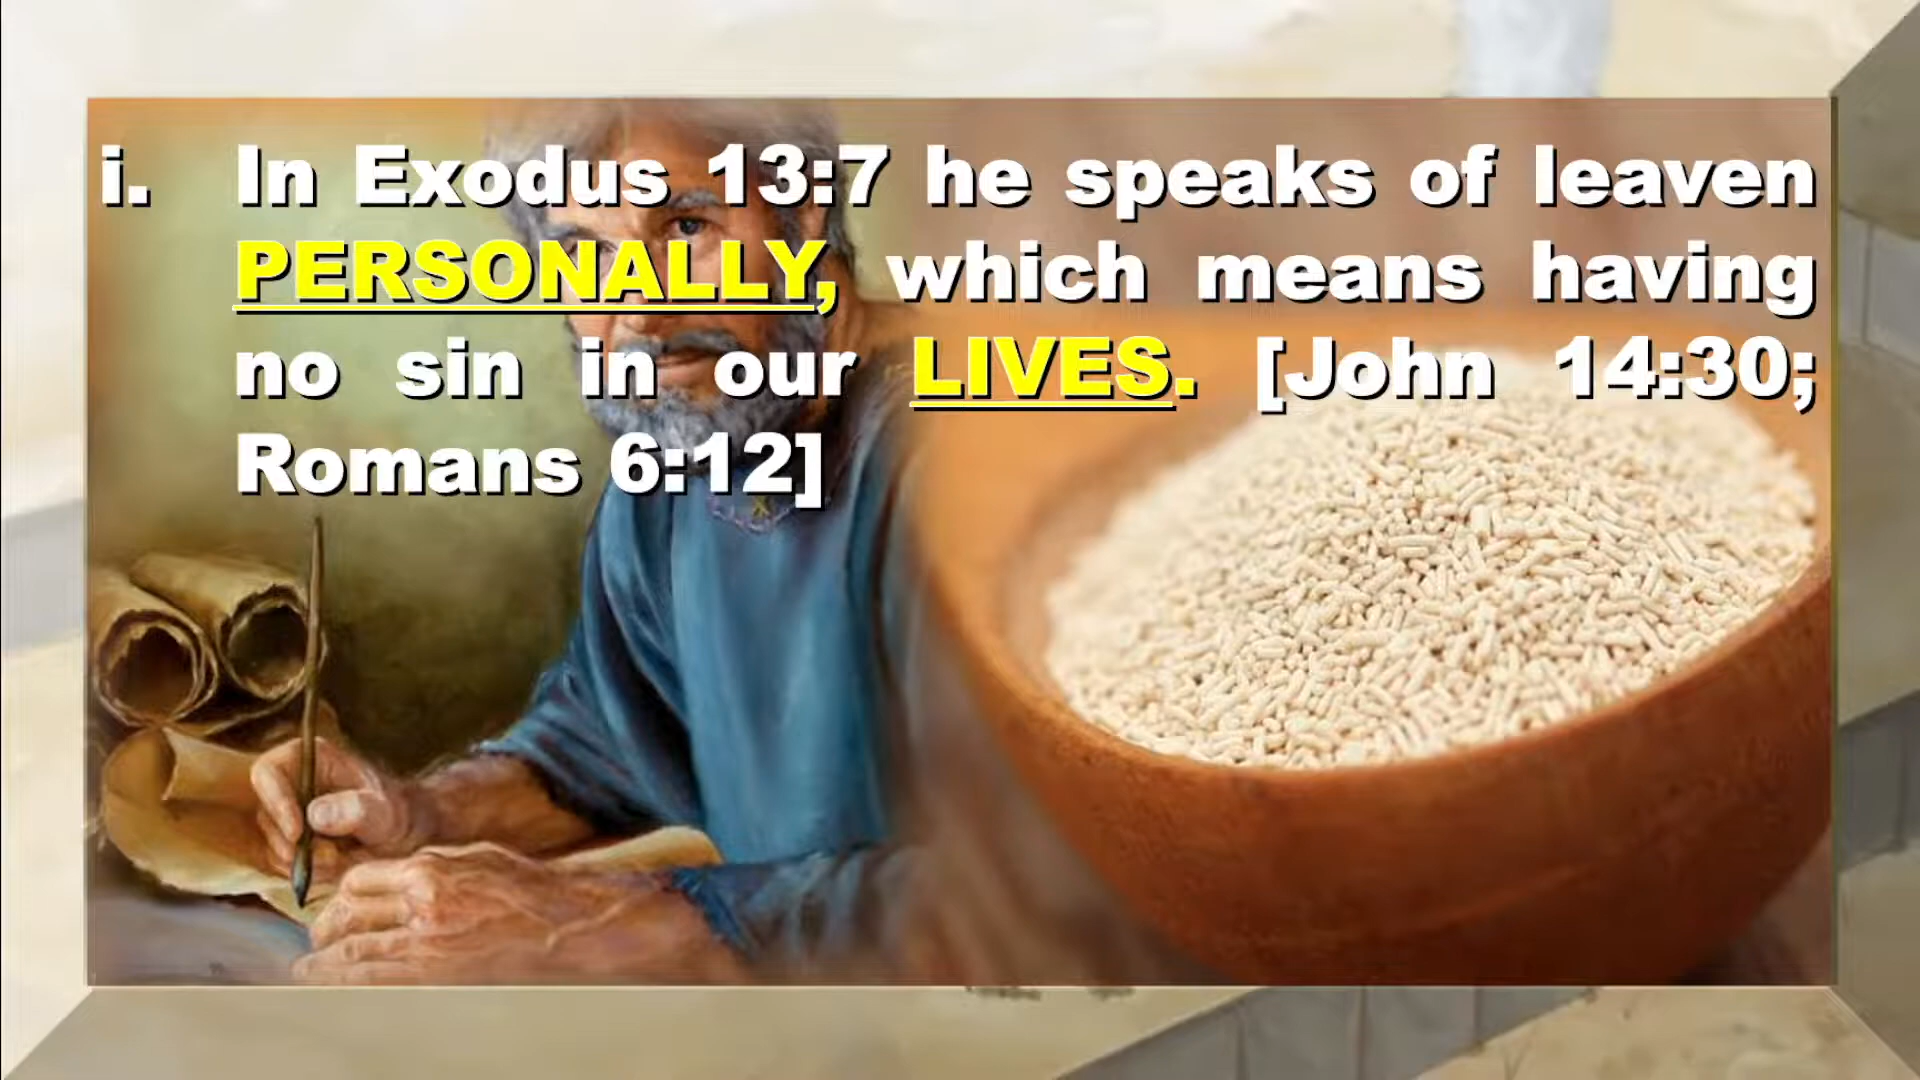 i. In Exodus 13:7 he speaks of leaven
PERSONALLY, which means having
no sin in our LIVES. [John 14:30;
Romans 6:12]